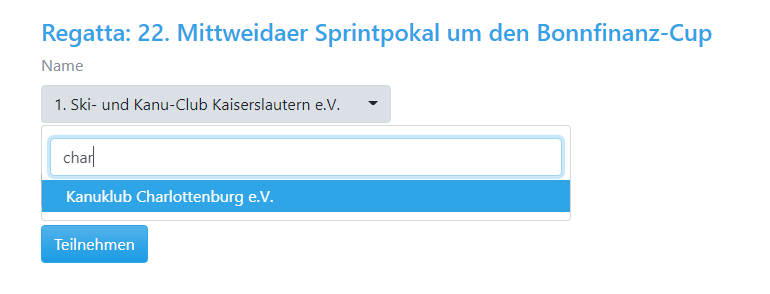 Regatta: 22. Mittweidaer Sprintpokal um den Bonnfinanz-Cup
Name
1. Ski- und Kanu-Club Kaiserslautern e.V.
char
Kanuklub Charlottenburg e.V.
Teilnehmen